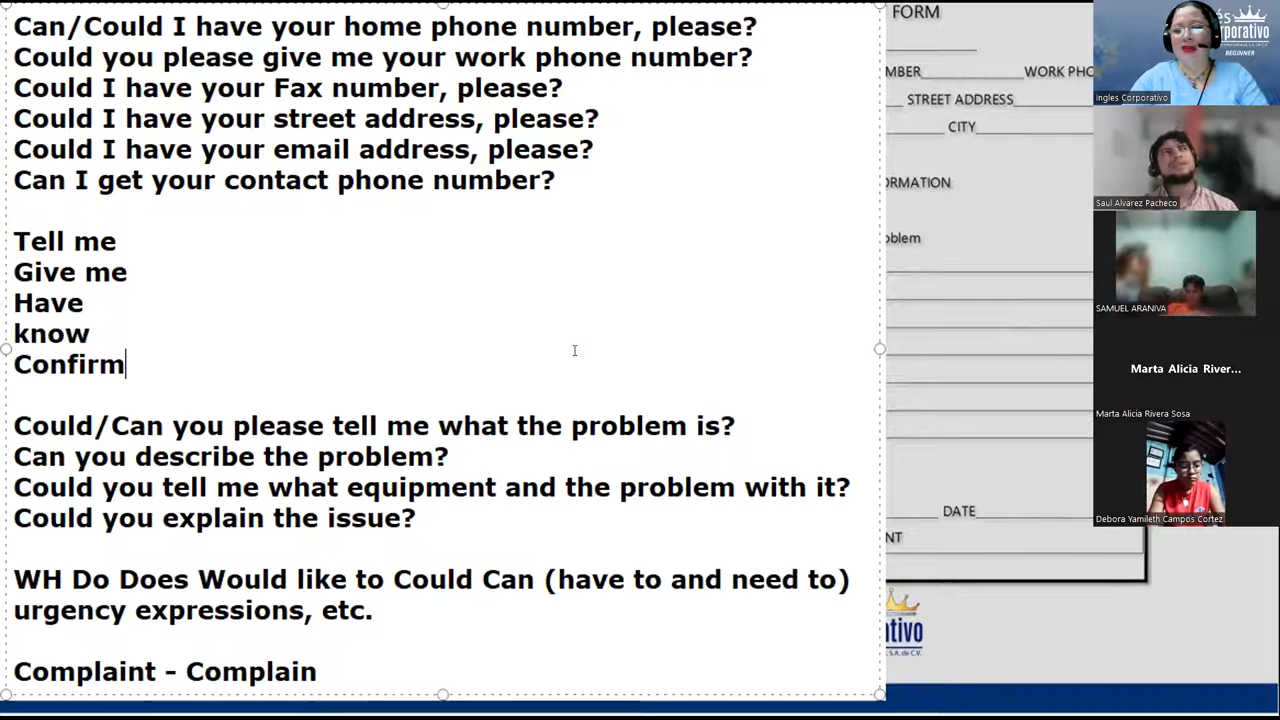 Can/Could I have your home phone number, please?
Could you please give me your work phone number?
Could I have your Fax number, please?
Could I have your street address, please?
Could I have your email address, please?
Can I get your contact phone number?
Tell me
Give me
Have
know
Confirm
Could/Can you please tell me what the problem is?
Can you describe the problem?
Could you tell me what equipment and the problem with it?
Could you explain the issue?
WH Do Does Would like to Could Can (have to and need to)
urgency expressions, etc.
Complaint - Complain
FORM
MBER WORK PHO
STREET ADDRESS
CITY
ORMATION
oblem
DATE
NT
ativo
S.A. de C.V.
és
rporativo
BEGINNER
Ingles Corporativo
Saul Alvarez Pacheco
SAMUEL ARANIVA
Marta Alicia River...
Marta Alicia Rivera Sosa
Debora Yamileth Campos Cortez